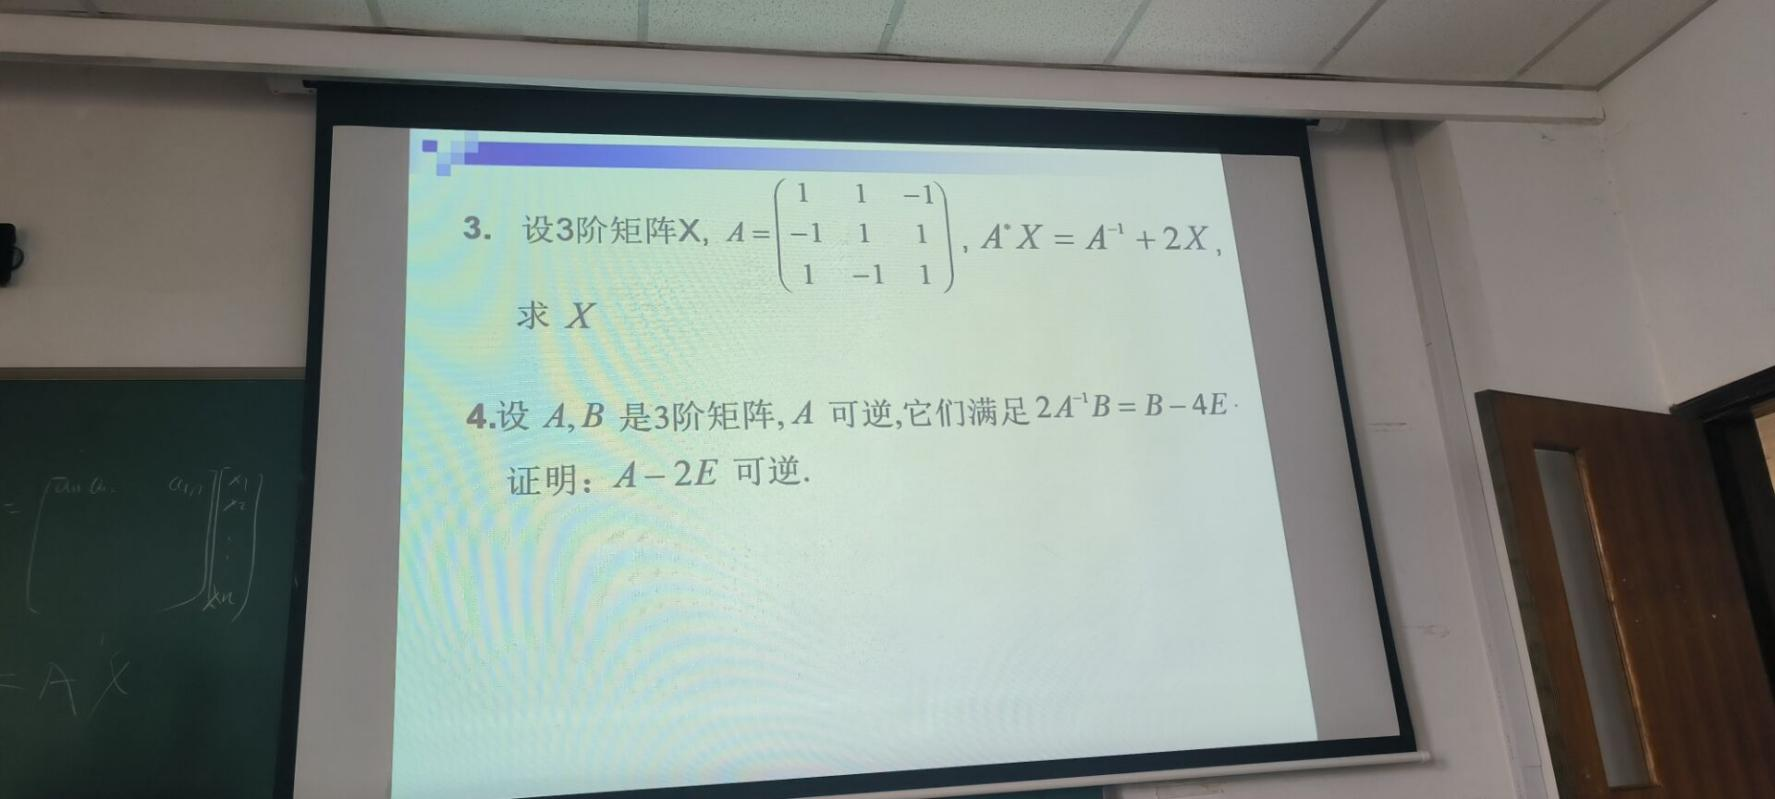 3. 设3阶矩阵X, A = ( 1 1 −1 ; −1 1 1 ; 1 −1 1 ), A* X = A⁻¹ + 2X,
求 X
4.设 A, B 是3阶矩阵, A 可逆,它们满足 2A⁻¹B = B − 4E
证明: A − 2E 可逆.
= A X